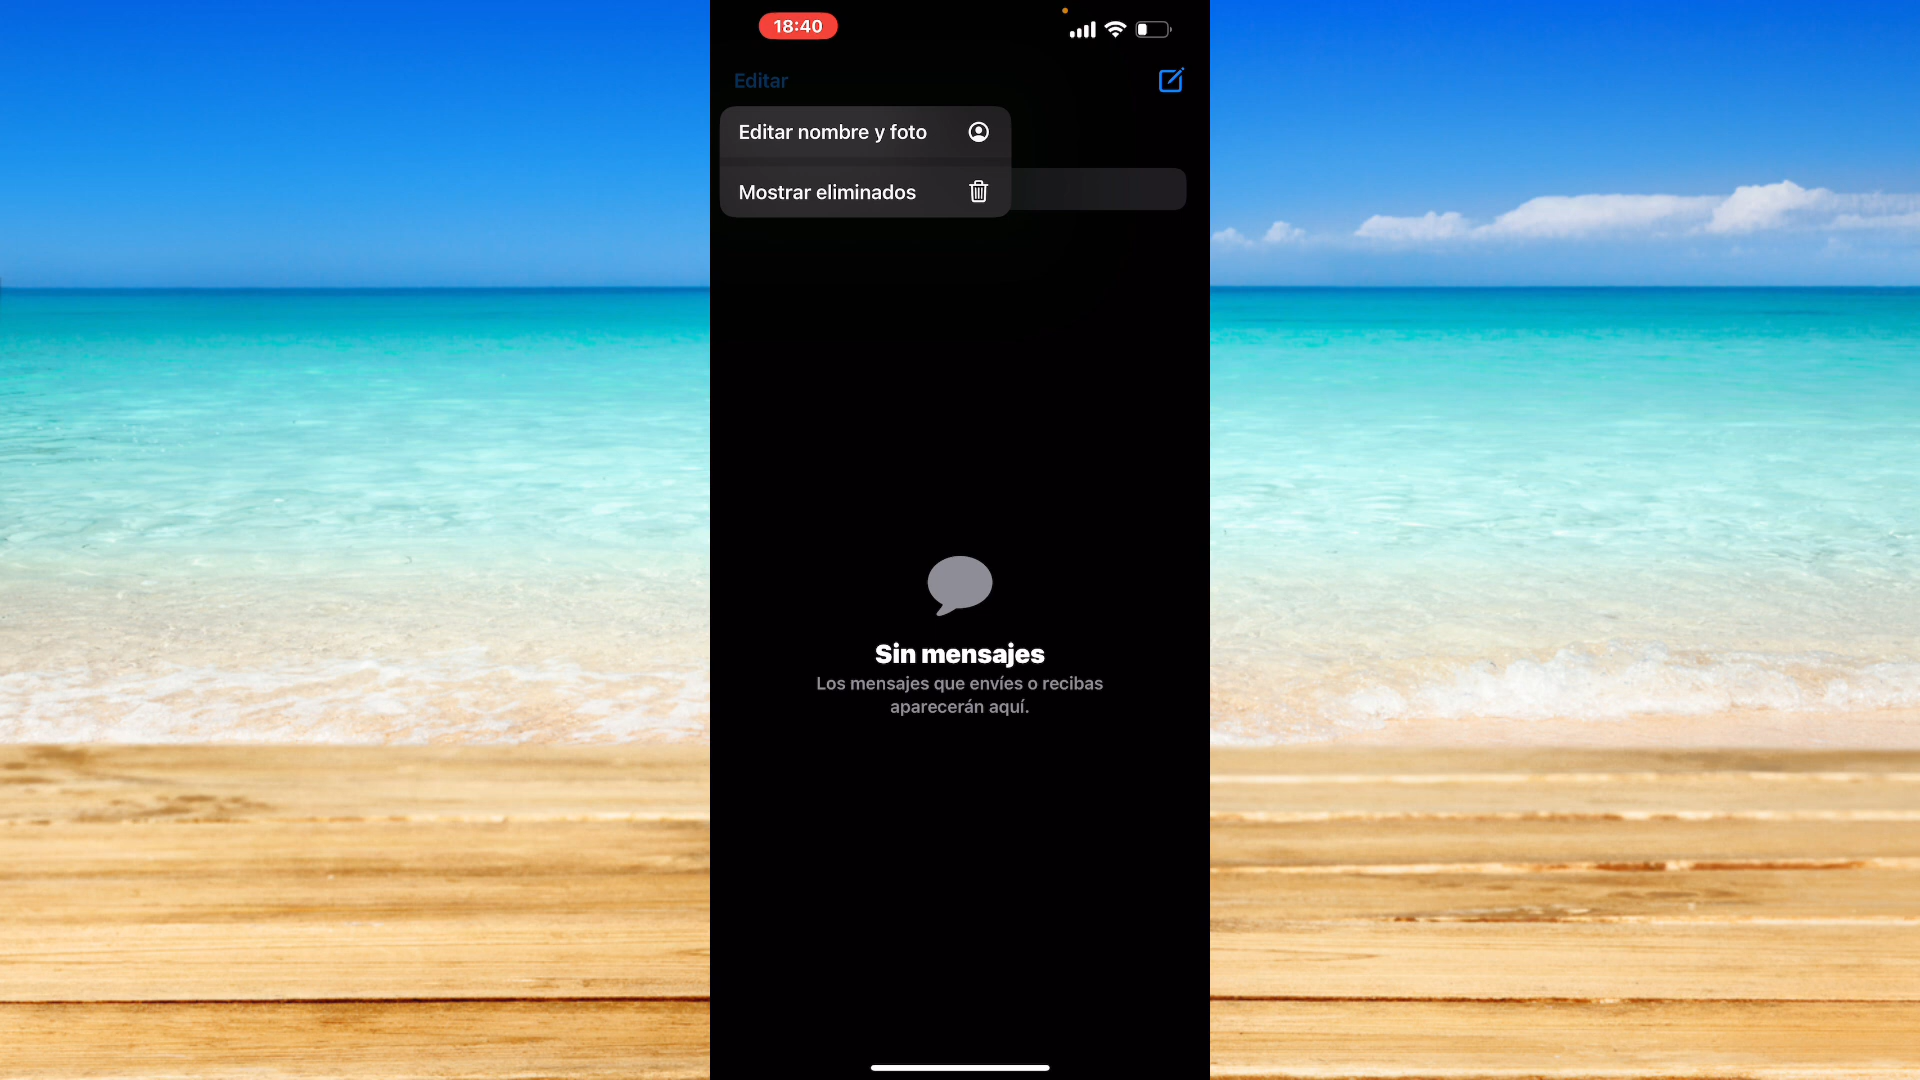 18:40
Editar
Editar nombre y foto
Mostrar eliminados
Sin mensajes
Los mensajes que envíes o recibas
aparecerán aquí.